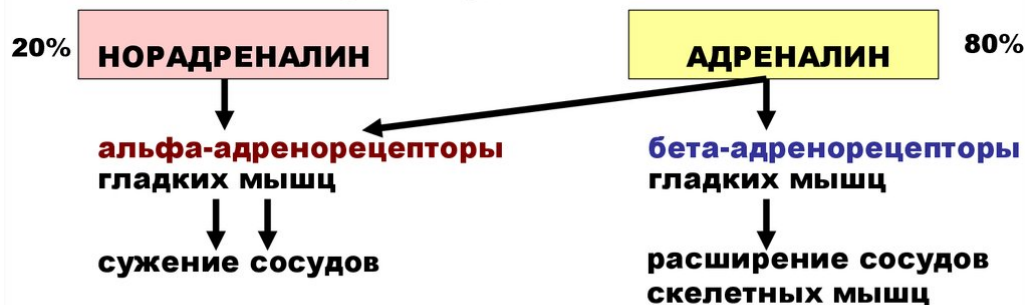 20%
НОРАДРЕНАЛИН
АДРЕНАЛИН
80%
альфа-адренорецепторы
гладких мышц
бета-адренорецепторы
гладких мышц
сужение сосудов
расширение сосудов
скелетных мышц